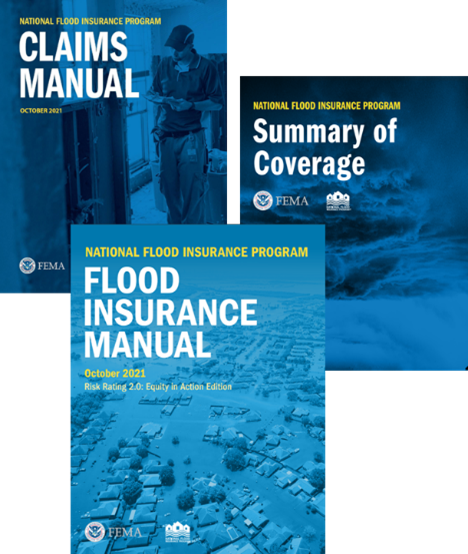 NATIONAL FLOOD INSURANCE PROGRAM
CLAIMS
MANUAL
OCTOBER 2021
FEMA
NATIONAL FLOOD INSURANCE PROGRAM
Summary of
Coverage
FEMA
NATIONAL FLOOD INSURANCE PROGRAM
FLOOD
INSURANCE
MANUAL
October 2021
Risk Rating 2.0: Equity in Action Edition
FEMA